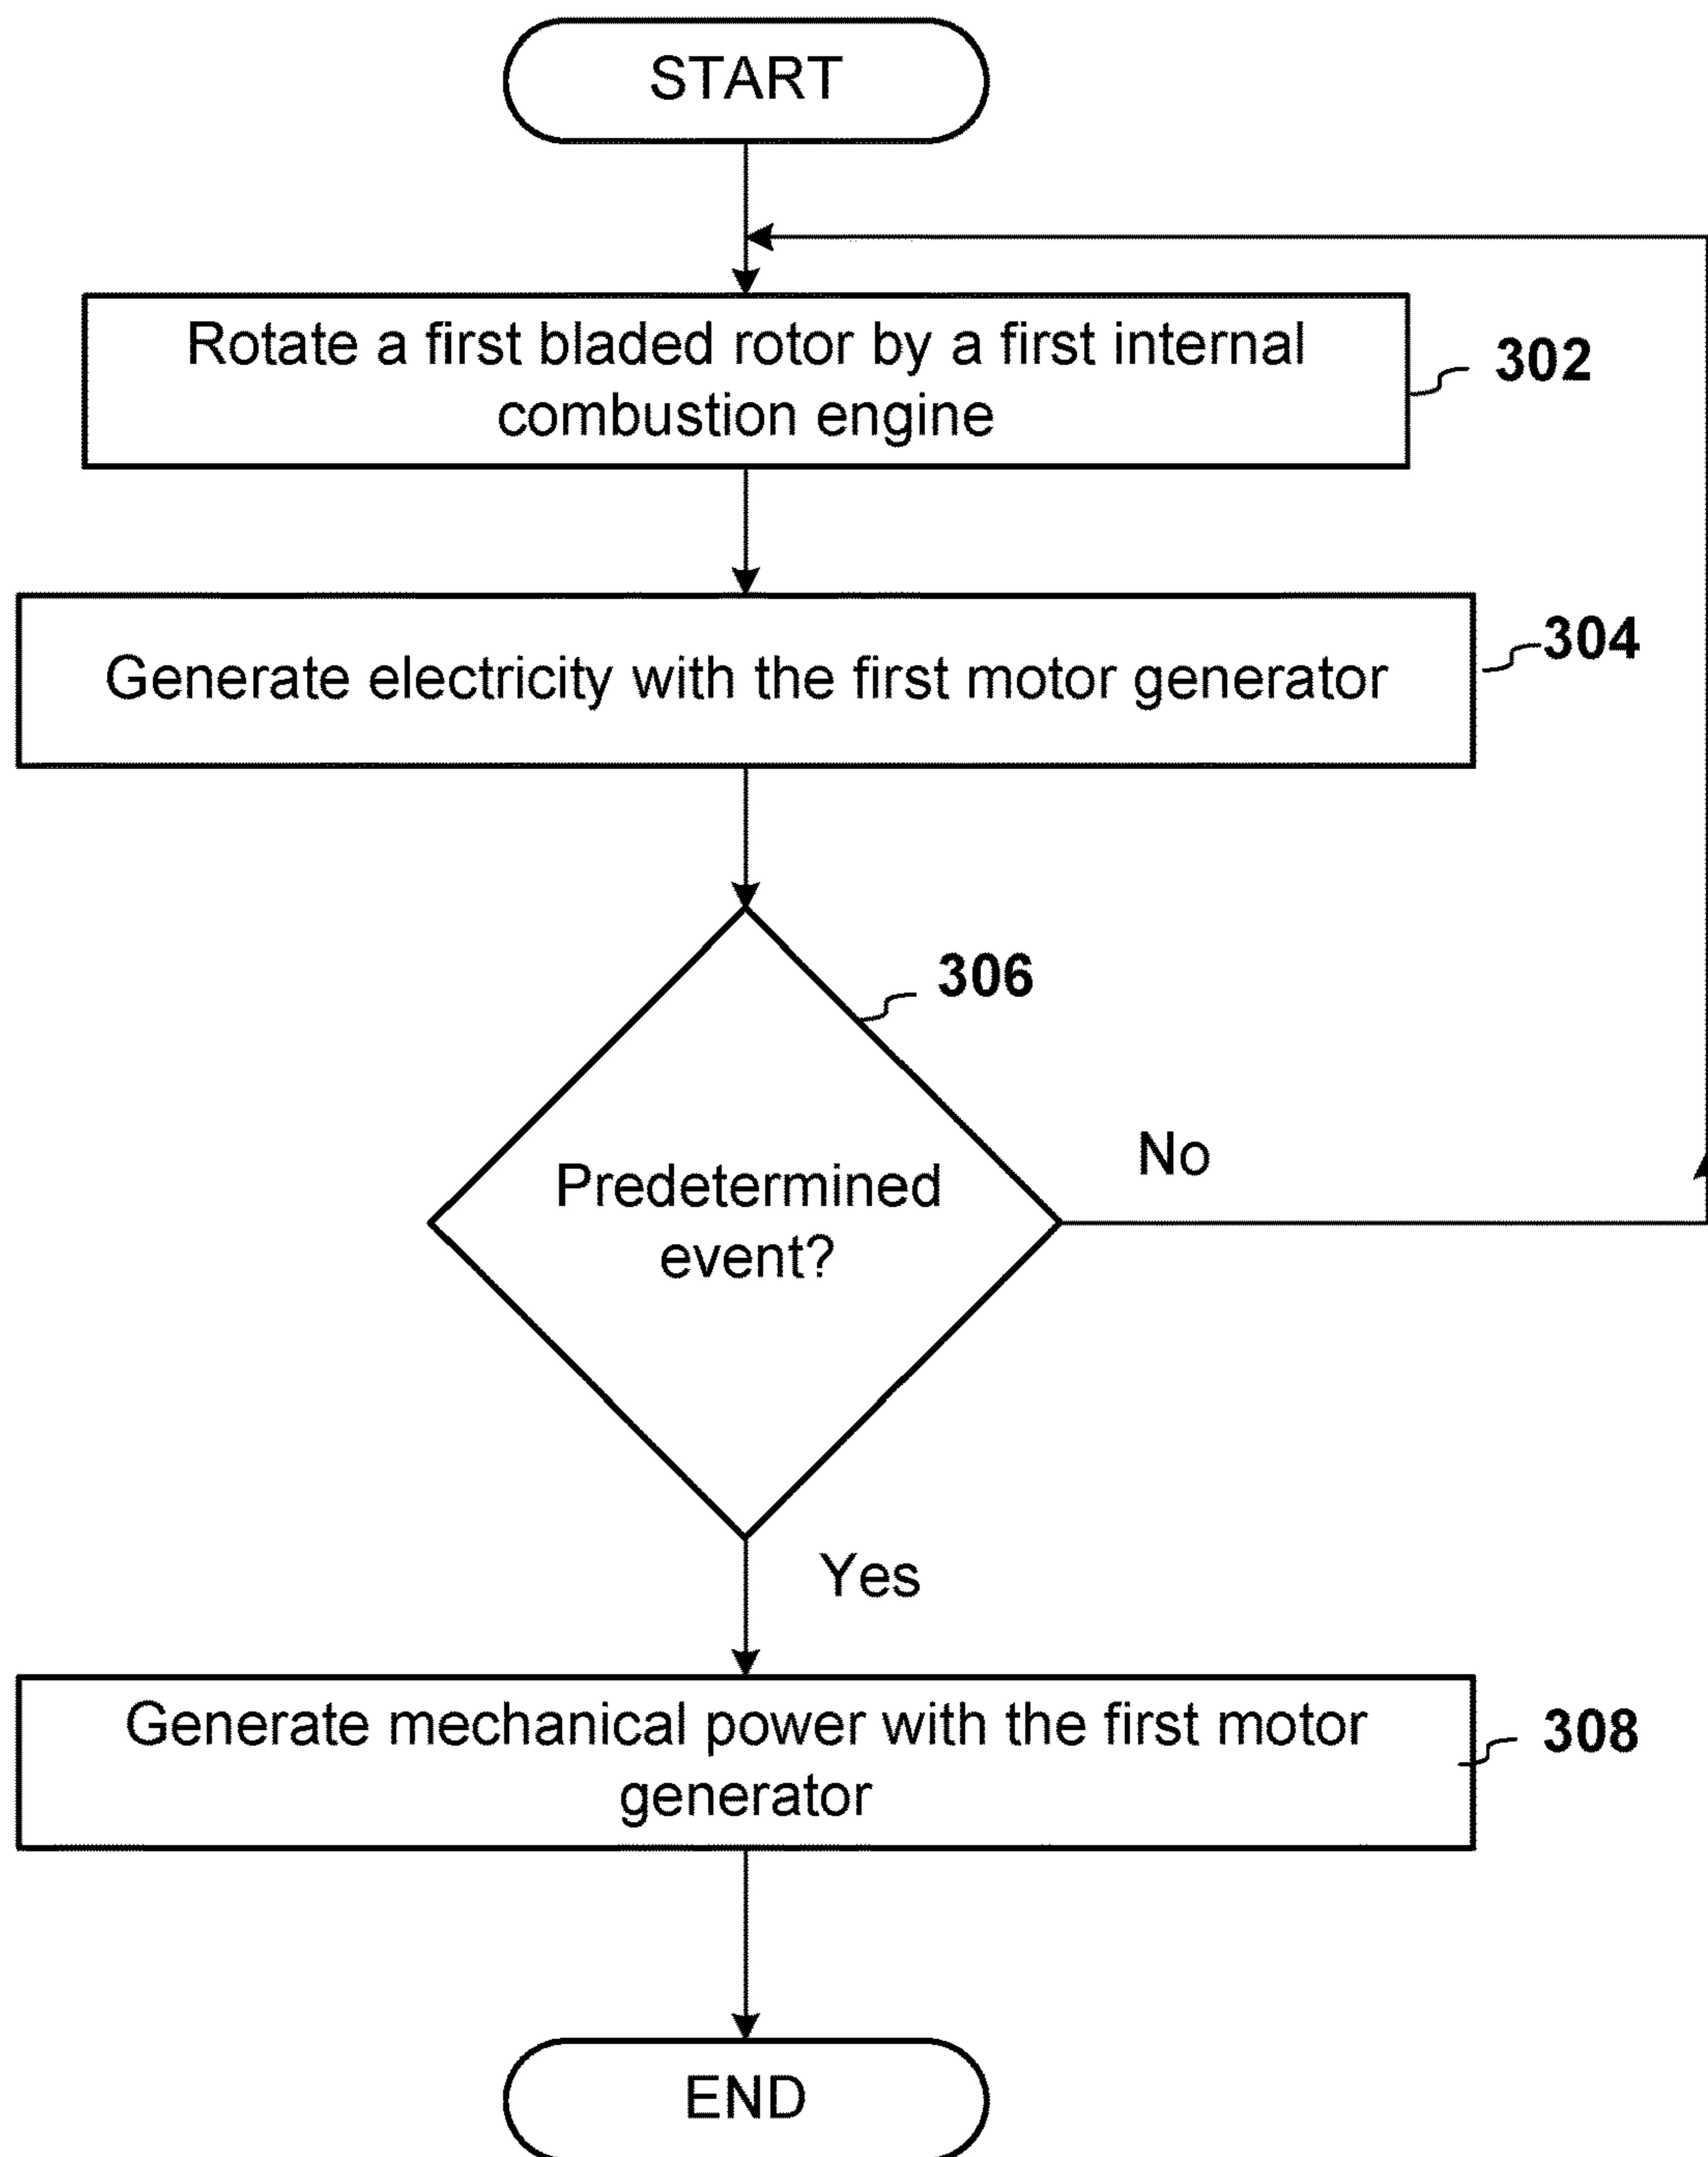 START
Rotate a first bladed rotor by a first internal
combustion engine
302
Generate electricity with the first motor generator
304
306
Predetermined
event?
No
Yes
Generate mechanical power with the first motor
generator
308
END